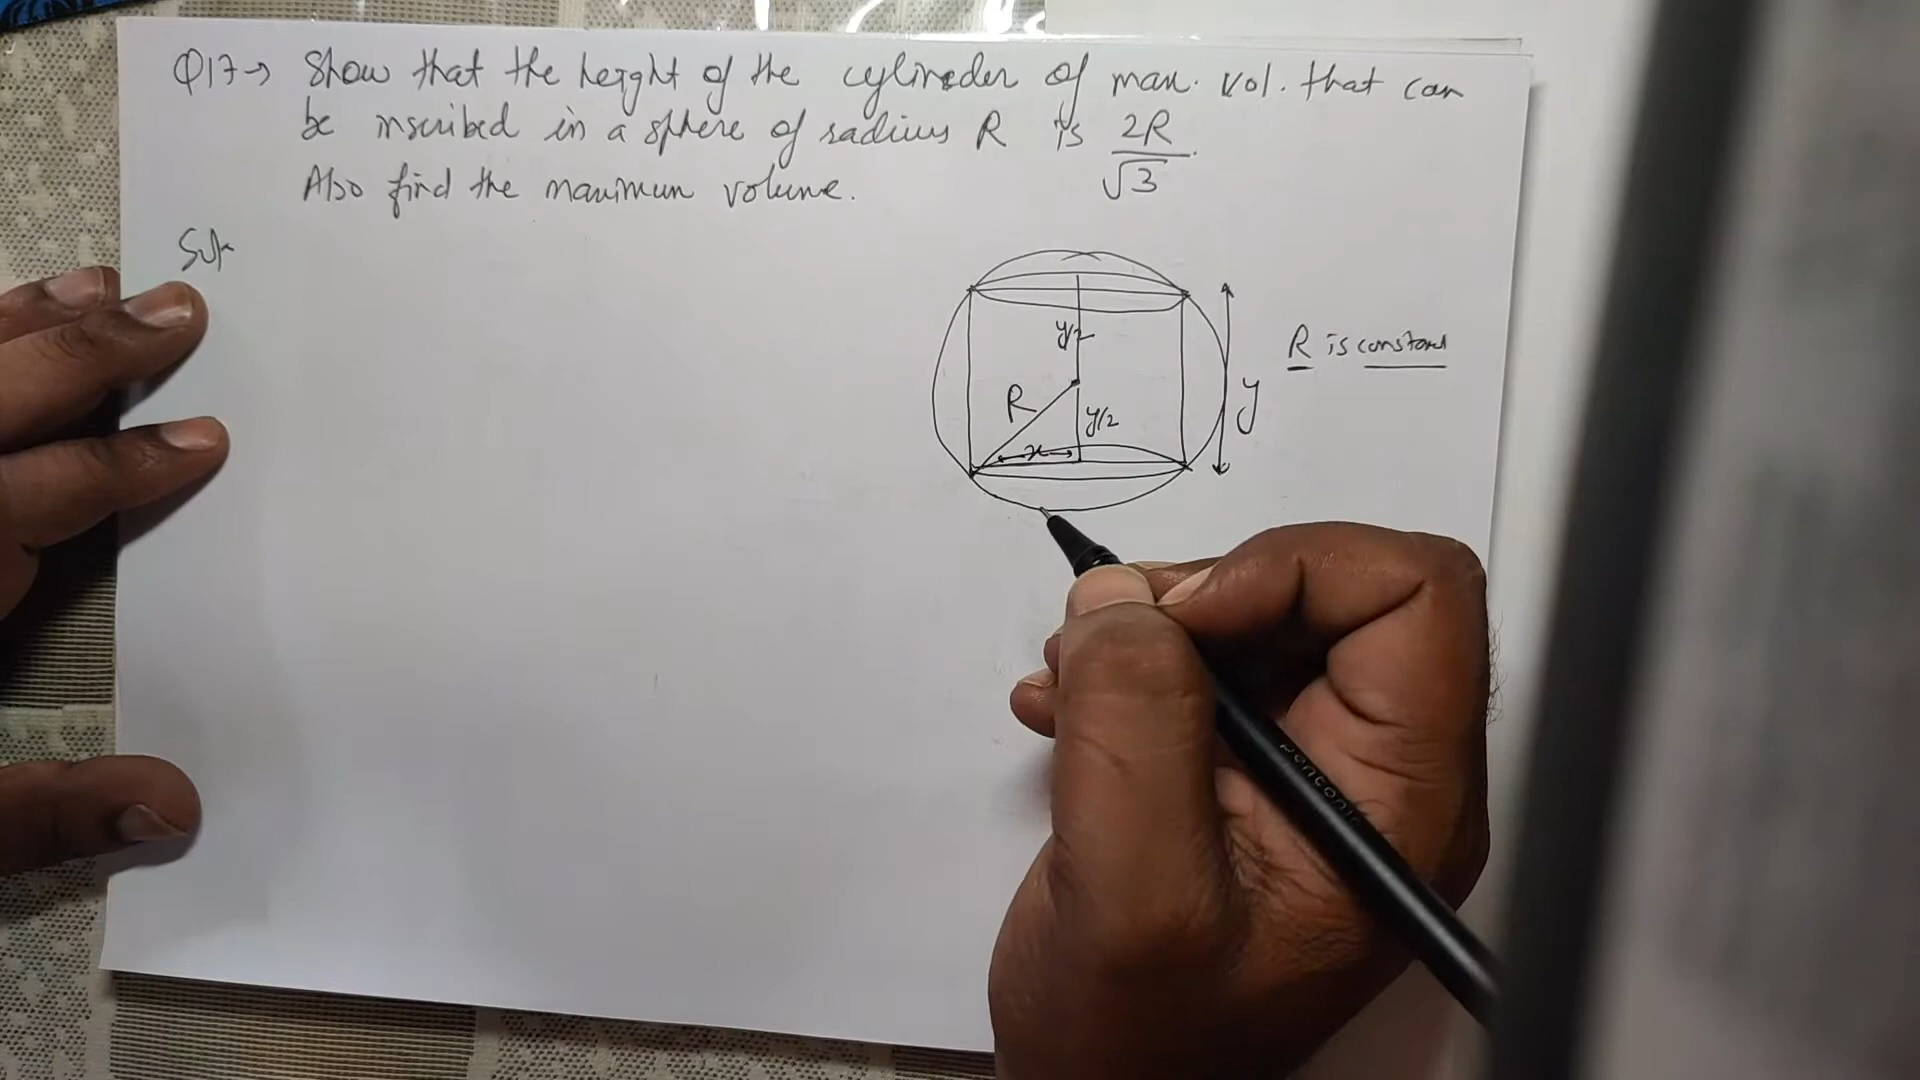 Q17→ Show that the height of the cylinder of max. vol. that can
be inscribed in a sphere of radius R is 2R/√3.
Also find the maximum volume.
Sol:
y/2
R is constant
R
y/2
y
x